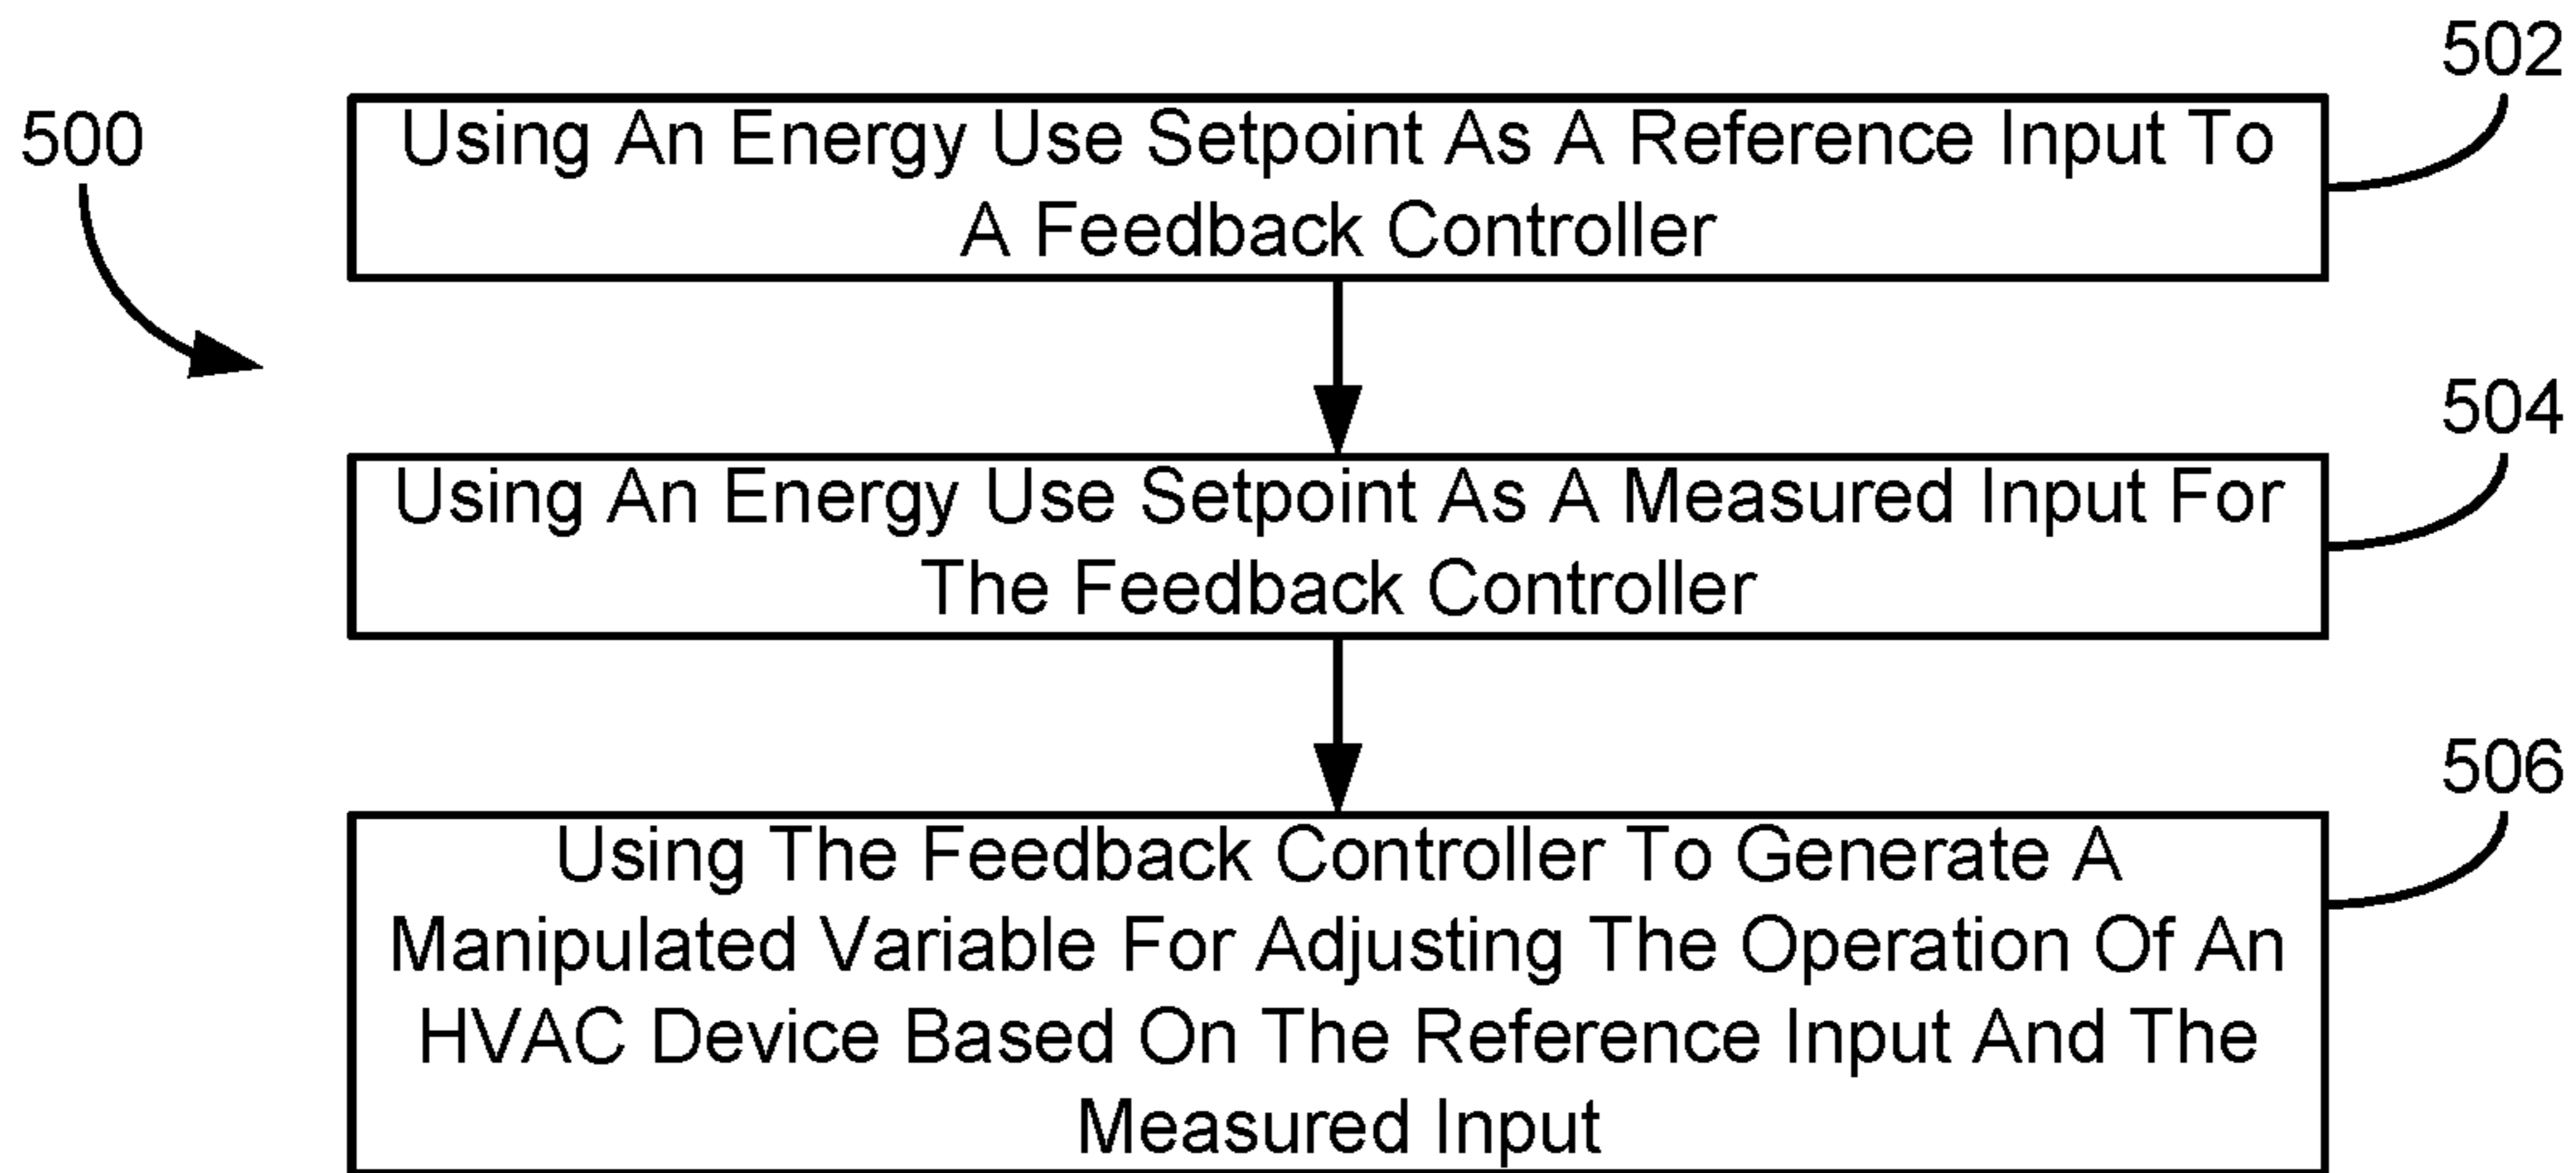 502
500
Using An Energy Use Setpoint As A Reference Input To
A Feedback Controller
504
Using An Energy Use Setpoint As A Measured Input For
The Feedback Controller
506
Using The Feedback Controller To Generate A
Manipulated Variable For Adjusting The Operation Of An
HVAC Device Based On The Reference Input And The
Measured Input